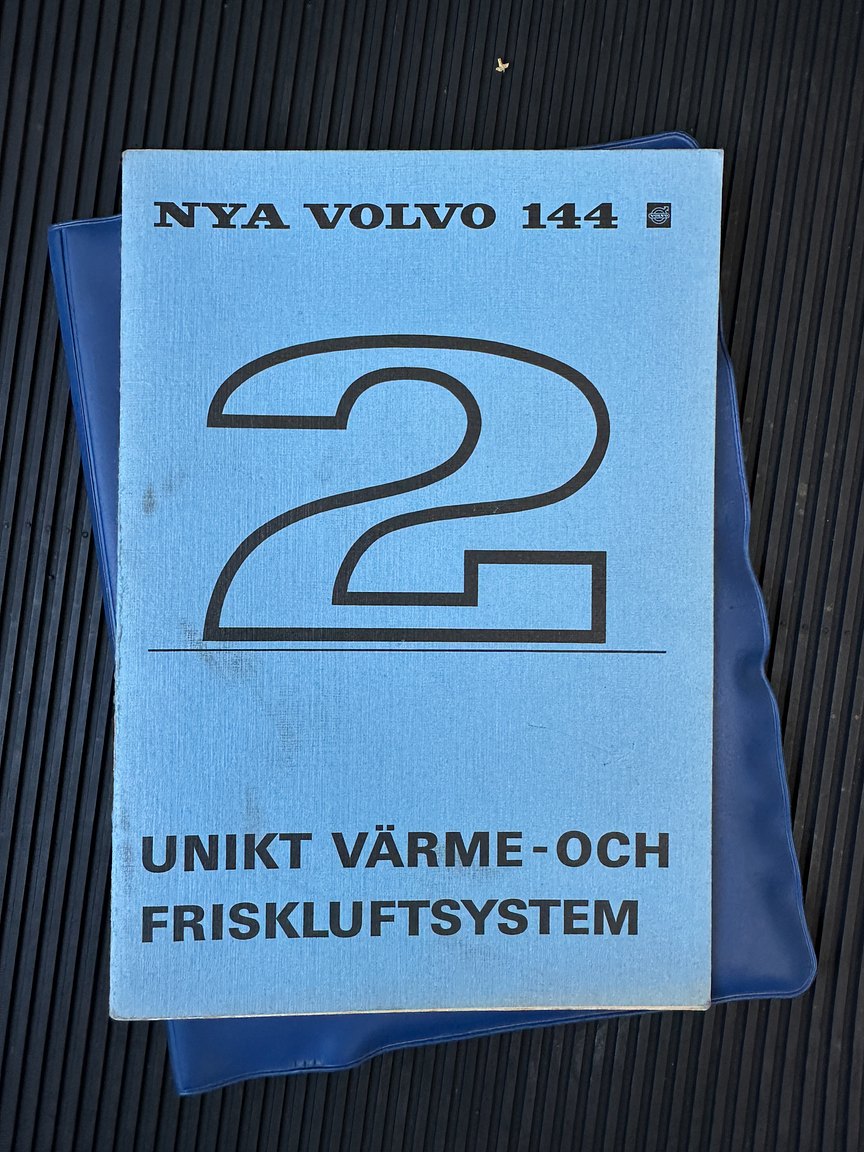 NYA VOLVO 144
2
UNIKT VÄRME-OCH
FRISKLUFTSYSTEM